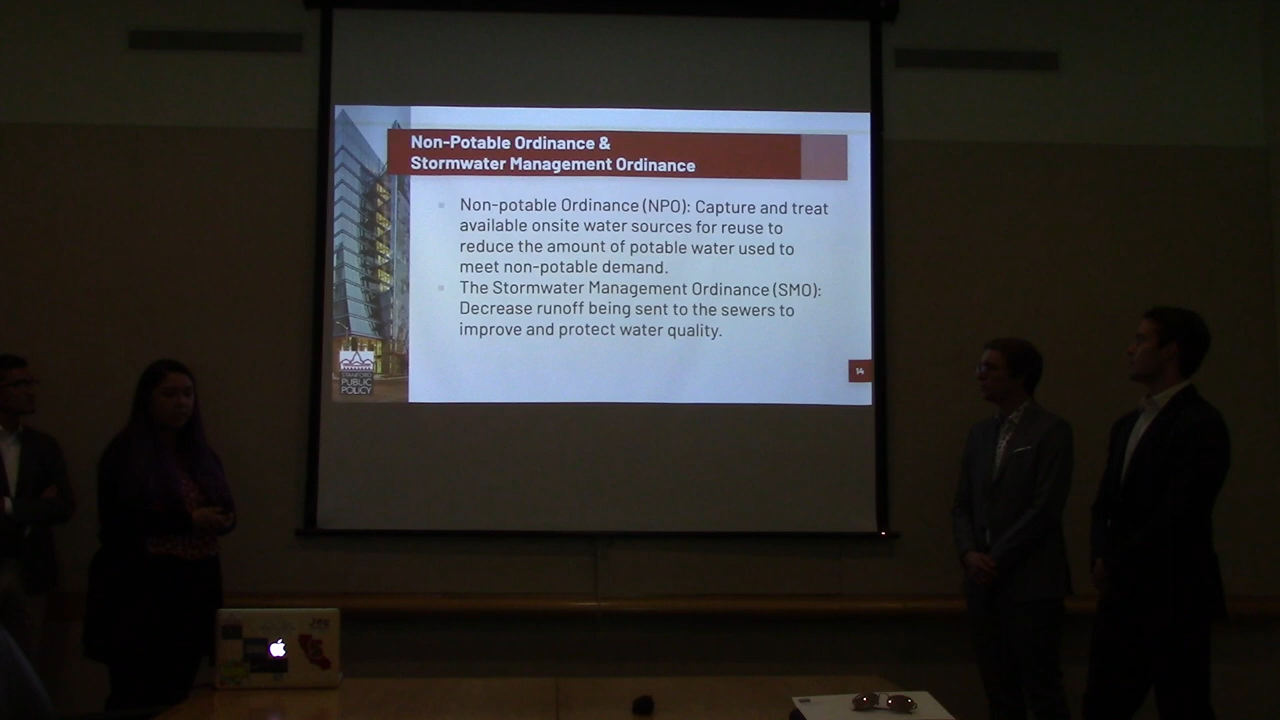 Non-Potable Ordinance &
Stormwater Management Ordinance
Non-potable Ordinance (NPO): Capture and treat
available onsite water sources for reuse to
reduce the amount of potable water used to
meet non-potable demand.
The Stormwater Management Ordinance (SMO):
Decrease runoff being sent to the sewers to
improve and protect water quality.
STANFORD
PUBLIC
POLICY
14